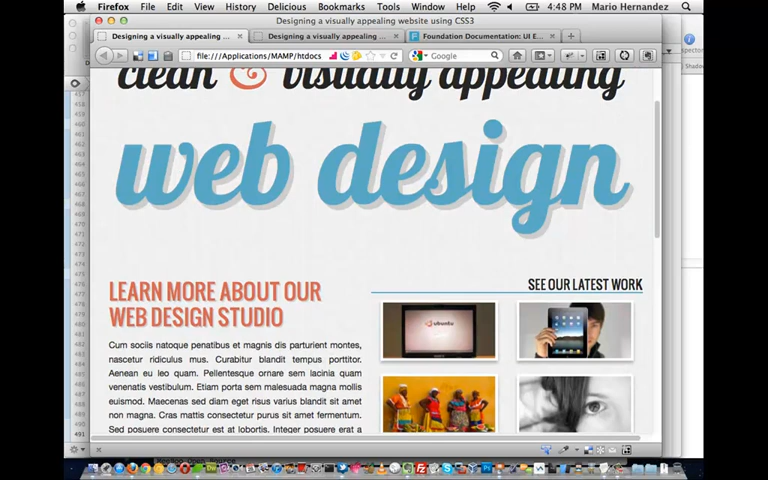 Firefox File Edit View History Delicious Bookmarks Tools Window Help 4:48 PM Mario Hernandez
Designing a visually appealing website using CSS3
Designing a visually appealing ... Designing a visually appealing ... Foundation Documentation: UI E...
file:///Applications/MAMP/htdocs Google
clean & visually appealing
web design
LEARN MORE ABOUT OUR
WEB DESIGN STUDIO
Cum sociis natoque penatibus et magnis dis parturient montes,
nascetur ridiculus mus. Curabitur blandit tempus porttitor.
Aenean eu leo quam. Pellentesque ornare sem lacinia quam
venenatis vestibulum. Etiam porta sem malesuada magna mollis
euismod. Maecenas sed diam eget risus varius blandit sit amet
non magna. Cras mattis consectetur purus sit amet fermentum.
Sed posuere consectetur est at lobortis. Integer posuere erat a
SEE OUR LATEST WORK
ubuntu